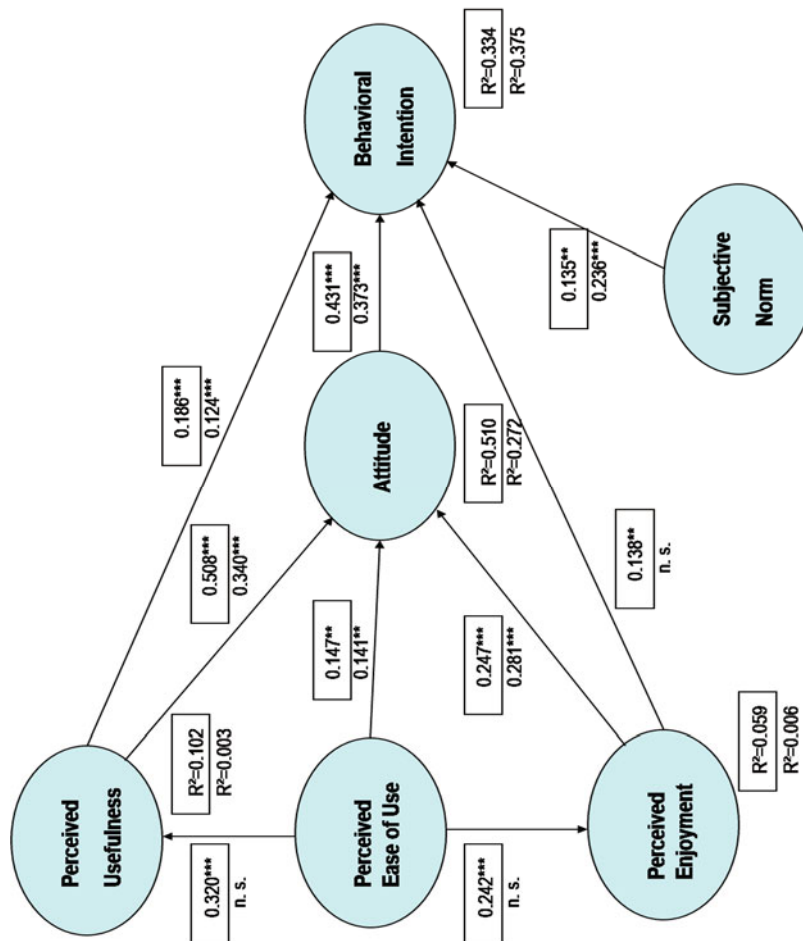 Perceived
Usefulness
R²=0.102
R²=0.003
0.320***
n. s.
Perceived
Ease of Use
0.242***
n. s.
Perceived
Enjoyment
R²=0.059
R²=0.006
0.186***
0.124***
0.508***
0.340***
0.147**
0.141**
0.247***
0.281***
0.138**
n. s.
Attitude
R²=0.510
R²=0.272
0.431***
0.373***
Behavioral
Intention
R²=0.334
R²=0.375
0.135**
0.236***
Subjective
Norm